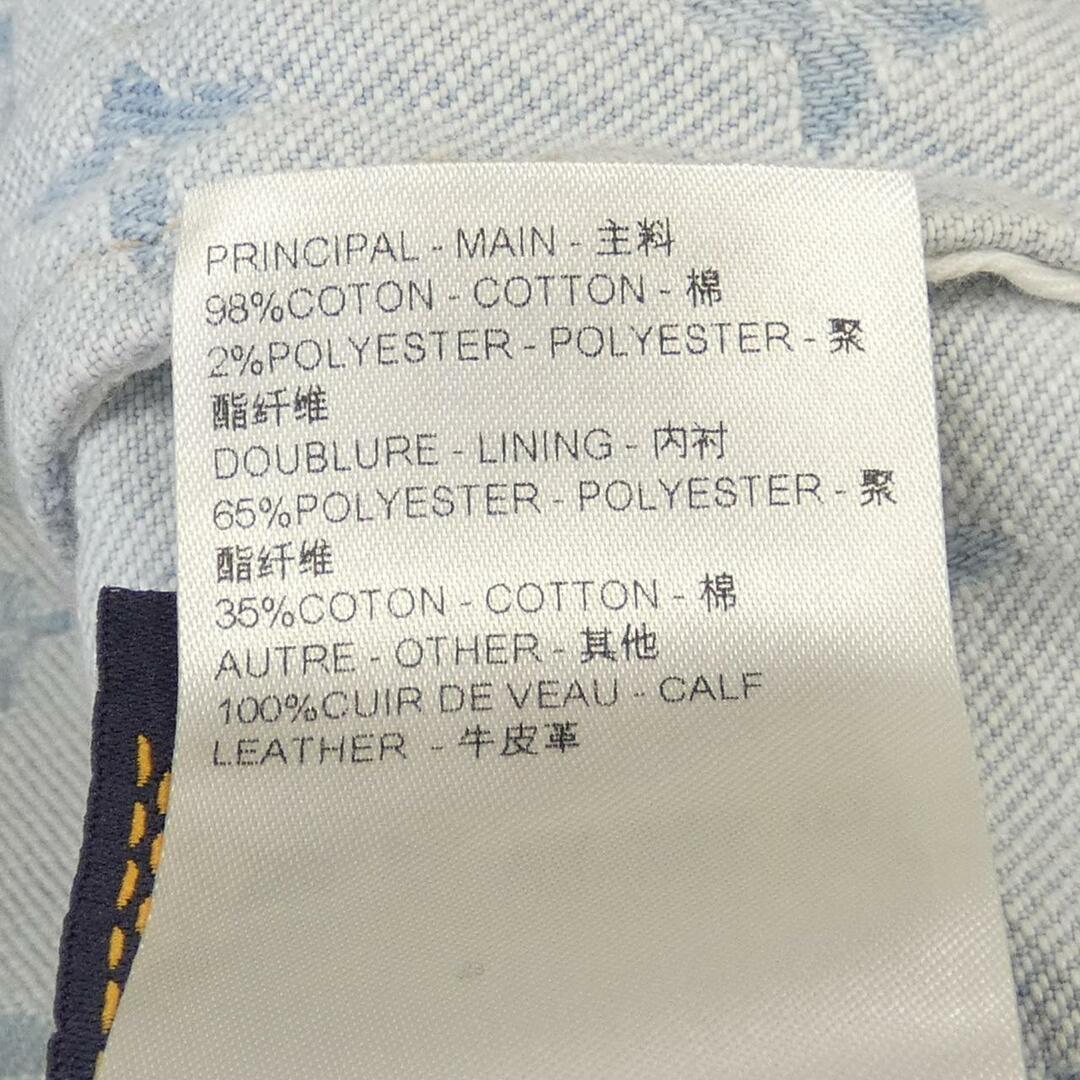 PRINCIPAL - MAIN - 主料
98%COTON - COTTON - 棉
2%POLYESTER - POLYESTER - 聚
酯纤维
DOUBLURE - LINING - 内衬
65%POLYESTER - POLYESTER - 聚
酯纤维
35%COTON - COTTON - 棉
AUTRE - OTHER - 其他
100%CUIR DE VEAU - CALF
LEATHER - 牛皮革